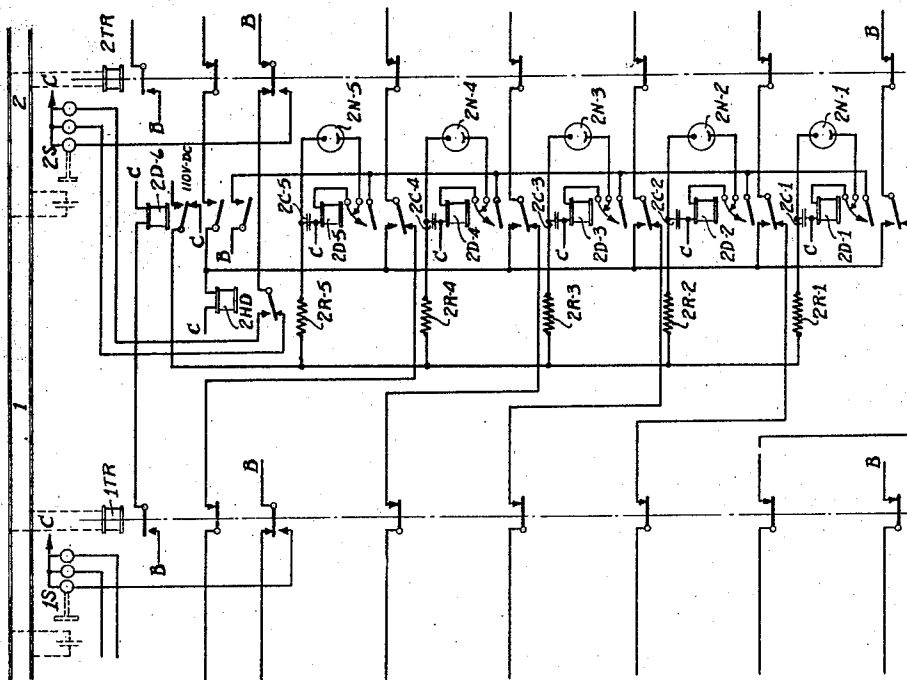 2
1
2TR
C
2S
B
B
B
C
2D-6
110V-DC
C
B
C
2HD
2N-5
2C-5
C
2D-5
2R-5
2N-4
2C-4
C
2D-4
2R-4
2N-3
2C-3
C
2D-3
2R-3
2N-2
2C-2
C
2D-2
2R-2
2N-1
2C-1
C
2D-1
2R-1
1TR
C
1S
B
B
B